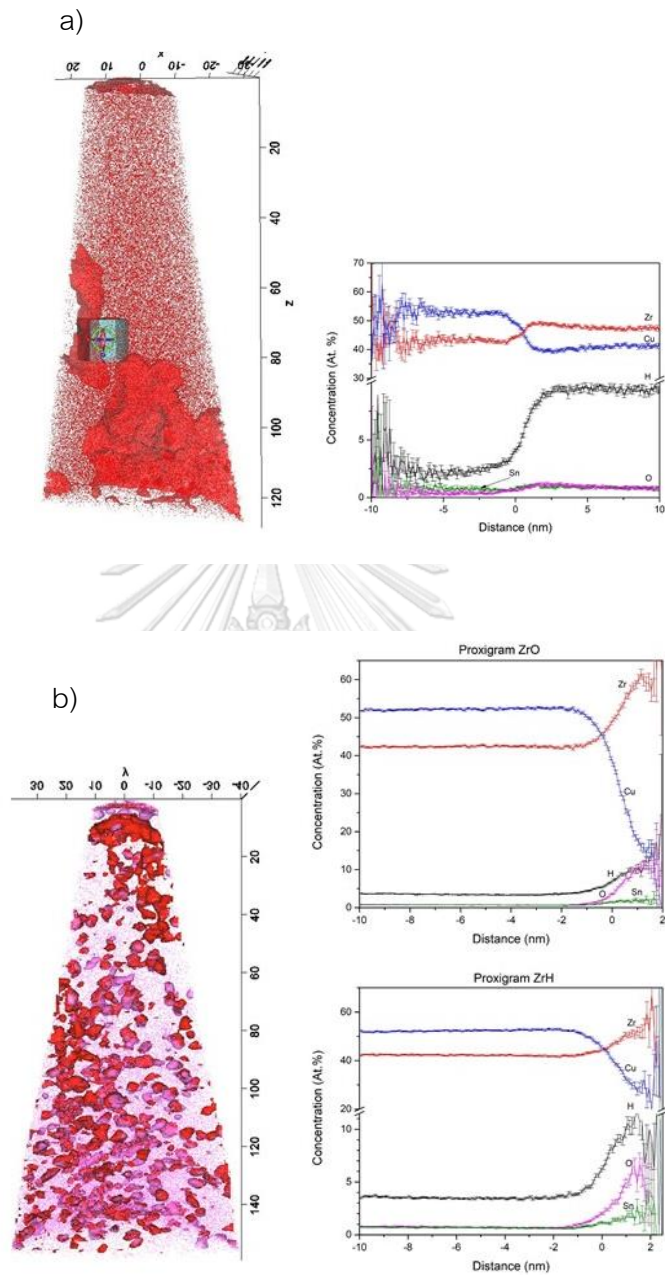 a)
x
20 10 0 -10 -20
20
40
60
z
80
100
120
70
60
50
40
30
5
0
Concentration (At. %)
Zr
Cu
H
Sn
O
-10 -5 0 5 10
Distance (nm)
b)
y
30 20 10 0 -10 -20 -30 -40
20
40
60
80
100
120
140
Proxigram ZrO
60
50
40
30
20
10
0
Concentration (At.%)
Zr
Cu
H
O
Sn
-10 -8 -6 -4 -2 0 2
Distance (nm)
Proxigram ZrH
60
40
20
10
5
0
Concentration (At.%)
Zr
Cu
H
O
Sn
-10 -8 -6 -4 -2 0 2
Distance (nm)